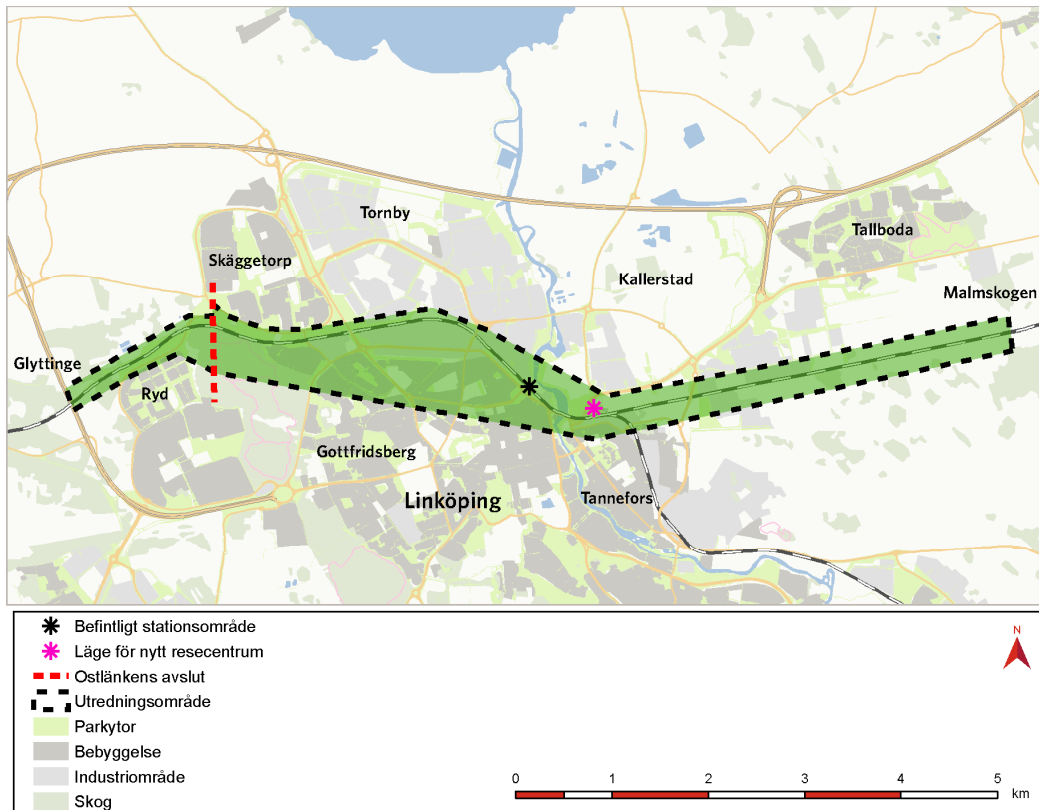 Tornby
Tallboda
Skäggetorp
Kallerstad
Malmskogen
Glyttinge
Ryd
Gottfridsberg
Linköping
Tannefors
Befintligt stationsområde
Läge för nytt resecentrum
Ostlänkens avslut
Utredningsområde
Parkytor
Bebyggelse
Industriområde
Skog
N
0 1 2 3 4 5
km